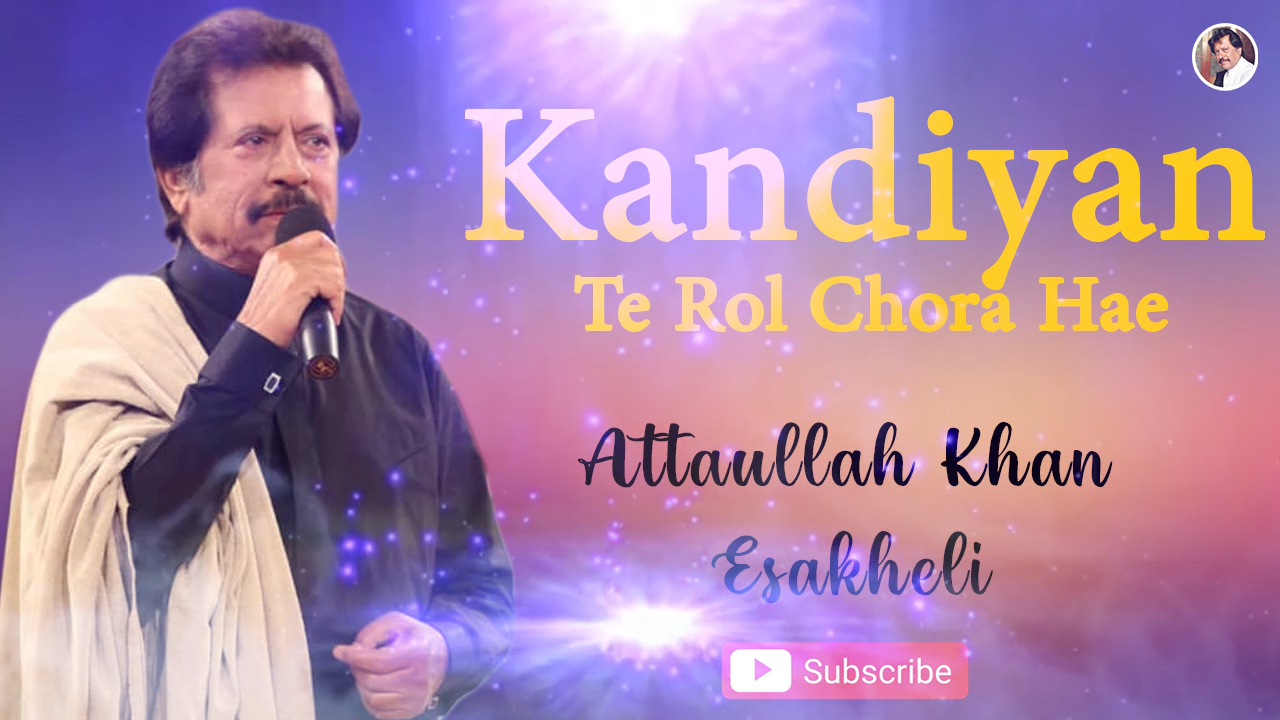 Kandiyan
Te Rol Chora Hae
Attaullah Khan
Esakheli
Subscribe